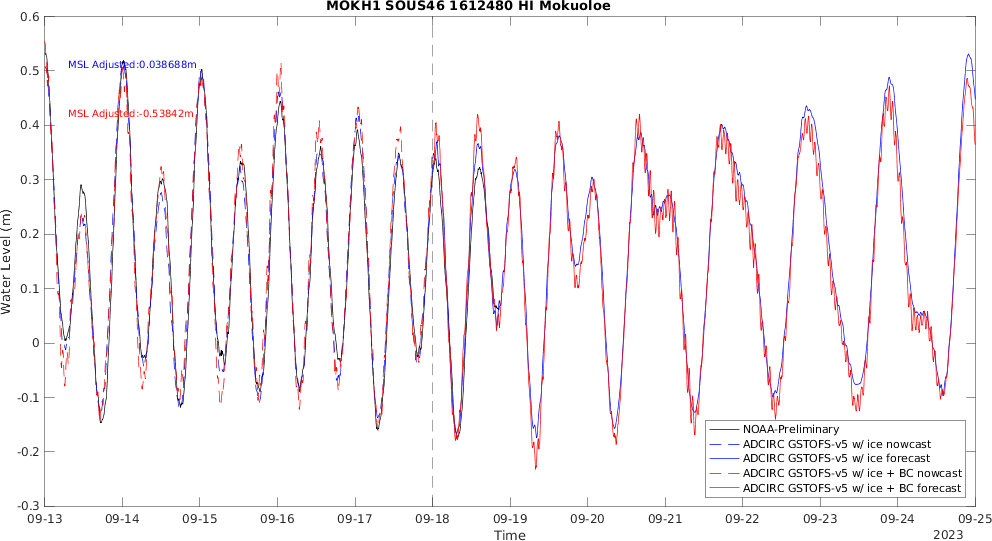 MOKH1 SOUS46 1612480 HI Mokuoloe
0.6
0.5
0.4
0.3
0.2
0.1
0
-0.1
-0.2
-0.3
Water Level (m)
MSL Adjusted:0.038688m
MSL Adjusted:-0.53842m
NOAA-Preliminary
ADCIRC GSTOFS-v5 w/ ice nowcast
ADCIRC GSTOFS-v5 w/ ice forecast
ADCIRC GSTOFS-v5 w/ ice + BC nowcast
ADCIRC GSTOFS-v5 w/ ice + BC forecast
09-13 09-14 09-15 09-16 09-17 09-18 09-19 09-20 09-21 09-22 09-23 09-24 09-25
Time
2023